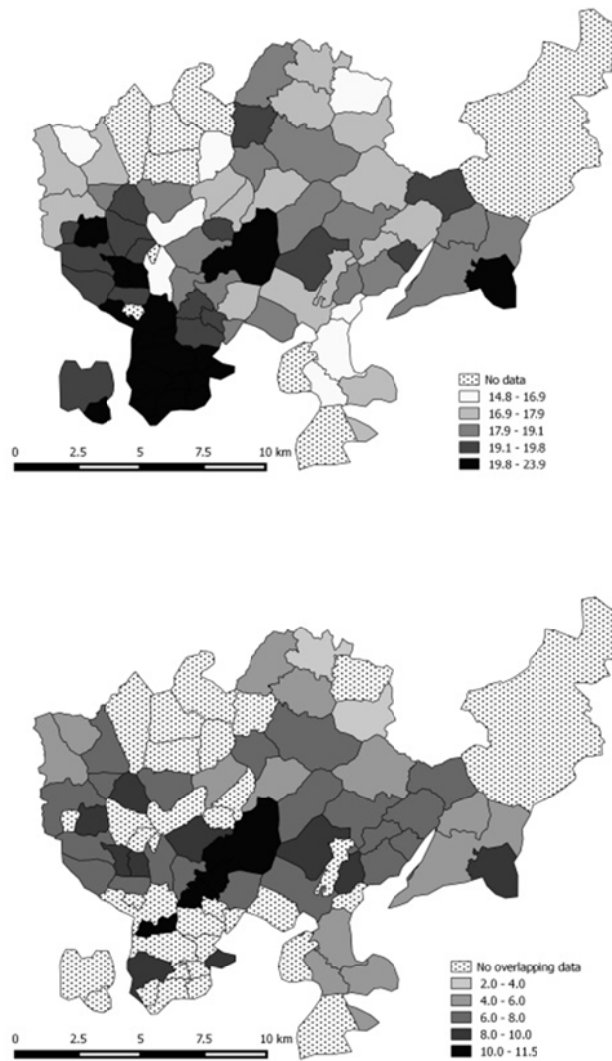 No data
14.8 - 16.9
16.9 - 17.9
17.9 - 19.1
19.1 - 19.8
19.8 - 23.9
0 2.5 5 7.5 10 km
No overlapping data
2.0 - 4.0
4.0 - 6.0
6.0 - 8.0
8.0 - 10.0
10.0 - 11.5
0 2.5 5 7.5 10 km